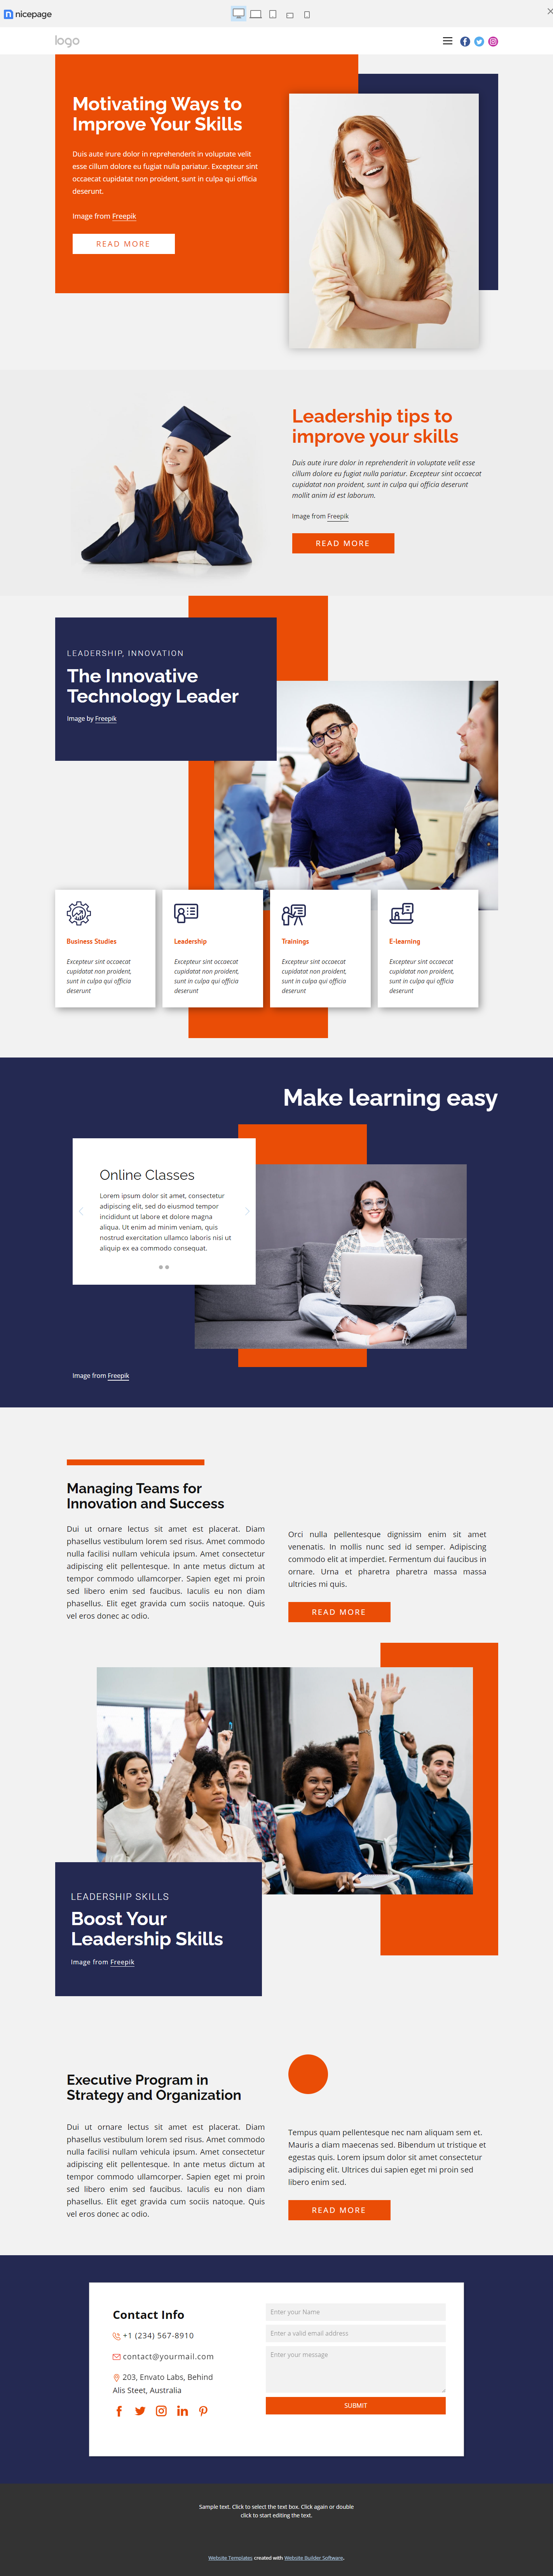 nicepage
logo
Motivating Ways to
Improve Your Skills
Duis aute irure dolor in reprehenderit in voluptate velit
esse cillum dolore eu fugiat nulla pariatur. Excepteur sint
occaecat cupidatat non proident, sunt in culpa qui officia
deserunt.
Image from Freepik
READ MORE
Leadership tips to
improve your skills
Duis aute irure dolor in reprehenderit in voluptate velit esse
cillum dolore eu fugiat nulla pariatur. Excepteur sint occaecat
cupidatat non proident, sunt in culpa qui officia deserunt
mollit anim id est laborum.
Image from Freepik
READ MORE
LEADERSHIP, INNOVATION
The Innovative
Technology Leader
Image by Freepik
Business Studies
Excepteur sint occaecat
cupidatat non proident,
sunt in culpa qui officia
deserunt
Leadership
Excepteur sint occaecat
cupidatat non proident,
sunt in culpa qui officia
deserunt
Trainings
Excepteur sint occaecat
cupidatat non proident,
sunt in culpa qui officia
deserunt
E-learning
Excepteur sint occaecat
cupidatat non proident,
sunt in culpa qui officia
deserunt
Make learning easy
Online Classes
Lorem ipsum dolor sit amet, consectetur
adipiscing elit, sed do eiusmod tempor
incididunt ut labore et dolore magna
aliqua. Ut enim ad minim veniam, quis
nostrud exercitation ullamco laboris nisi ut
aliquip ex ea commodo consequat.
Image from Freepik
Managing Teams for
Innovation and Success
Dui ut ornare lectus sit amet est placerat. Diam
phasellus vestibulum lorem sed risus. Amet commodo
nulla facilisi nullam vehicula ipsum. Amet consectetur
adipiscing elit pellentesque. In ante metus dictum at
tempor commodo ullamcorper. Sapien eget mi proin
sed libero enim sed faucibus. Iaculis eu non diam
phasellus. Elit eget gravida cum sociis natoque. Quis
vel eros donec ac odio.
Orci nulla pellentesque dignissim enim sit amet
venenatis. In mollis nunc sed id semper. Adipiscing
commodo elit at imperdiet. Fermentum dui faucibus in
ornare. Urna et pharetra pharetra massa massa
ultricies mi quis.
READ MORE
LEADERSHIP SKILLS
Boost Your
Leadership Skills
Image from Freepik
Executive Program in
Strategy and Organization
Dui ut ornare lectus sit amet est placerat. Diam
phasellus vestibulum lorem sed risus. Amet commodo
nulla facilisi nullam vehicula ipsum. Amet consectetur
adipiscing elit pellentesque. In ante metus dictum at
tempor commodo ullamcorper. Sapien eget mi proin
sed libero enim sed faucibus. Iaculis eu non diam
phasellus. Elit eget gravida cum sociis natoque. Quis
vel eros donec ac odio.
Tempus quam pellentesque nec nam aliquam sem et.
Mauris a diam maecenas sed. Bibendum ut tristique et
egestas quis. Lorem ipsum dolor sit amet consectetur
adipiscing elit. Ultrices dui sapien eget mi proin sed
libero enim sed.
READ MORE
Contact Info
+1 (234) 567-8910
contact@yourmail.com
203, Envato Labs, Behind
Alis Steet, Australia
Enter your Name
Enter a valid email address
Enter your message
SUBMIT
Sample text. Click to select the text box. Click again or double
click to start editing the text.
Website Templates created with Website Builder Software.